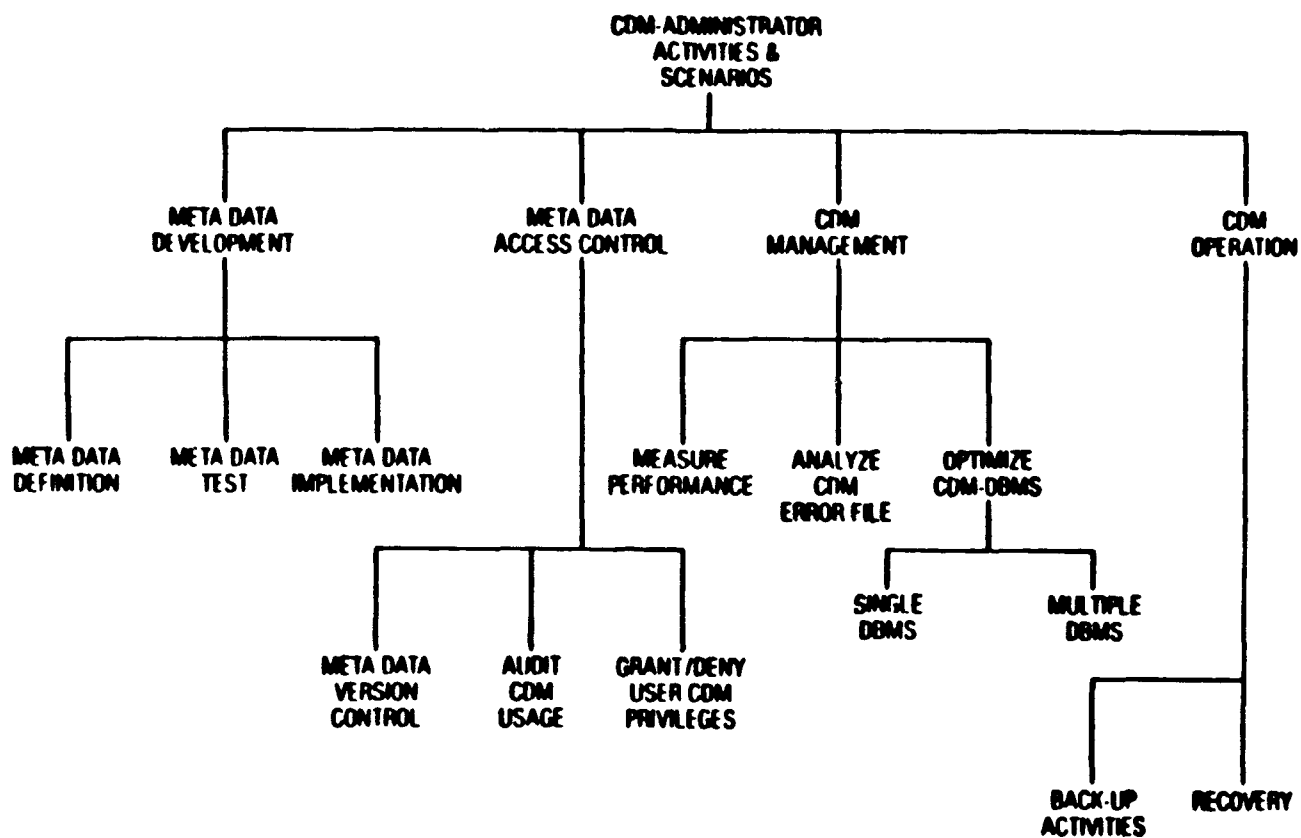 CDM-ADMINISTRATOR
ACTIVITIES &
SCENARIOS
META DATA
DEVELOPMENT
META DATA
ACCESS CONTROL
CDM
MANAGEMENT
CDM
OPERATION
META DATA
DEFINITION
META DATA
TEST
META DATA
IMPLEMENTATION
MEASURE
PERFORMANCE
ANALYZE
CDM
ERROR FILE
OPTIMIZE
CDM-DBMS
SINGLE
DBMS
MULTIPLE
DBMS
META DATA
VERSION
CONTROL
AUDIT
CDM
USAGE
GRANT/DENY
USER CDM
PRIVILEGES
BACK-UP
ACTIVITIES
RECOVERY